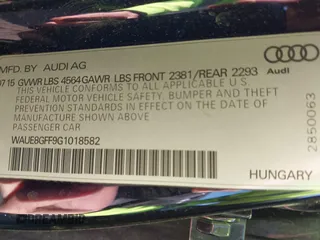 MFD. BY AUDI AG
07 15 GVWR LBS 4564 GAWR LBS FRONT 2381/REAR 2293
THIS VEHICLE CONFORMS TO ALL APPLICABLE U.S.
FEDERAL MOTOR VEHICLE SAFETY, BUMPER, AND THEFT
PREVENTION STANDARDS IN EFFECT ON THE DATE OF
MANUFACTURE SHOWN ABOVE.
PASSENGER CAR
WAUE8GFF9G1018582
Audi
2850063
HUNGARY